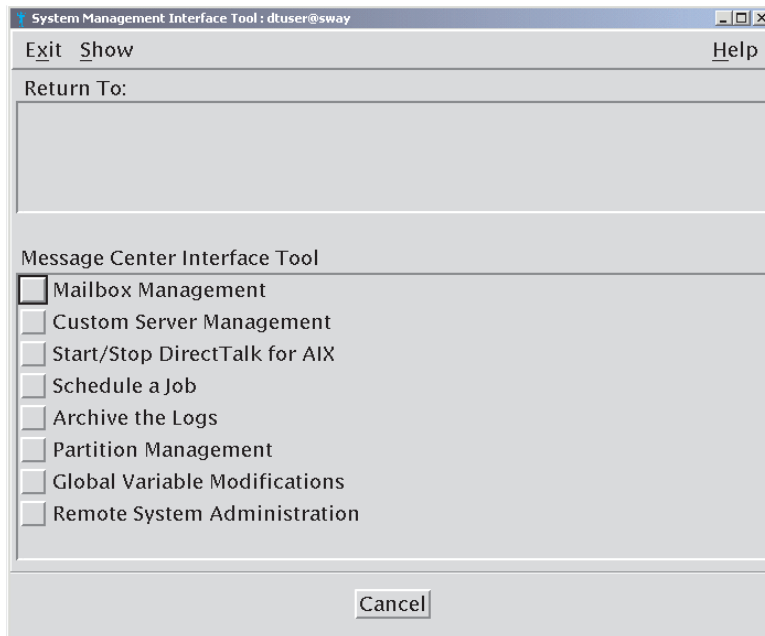 System Management Interface Tool : dtuser@sway
Exit Show Help
Return To:
Message Center Interface Tool
Mailbox Management
Custom Server Management
Start/Stop DirectTalk for AIX
Schedule a Job
Archive the Logs
Partition Management
Global Variable Modifications
Remote System Administration
Cancel